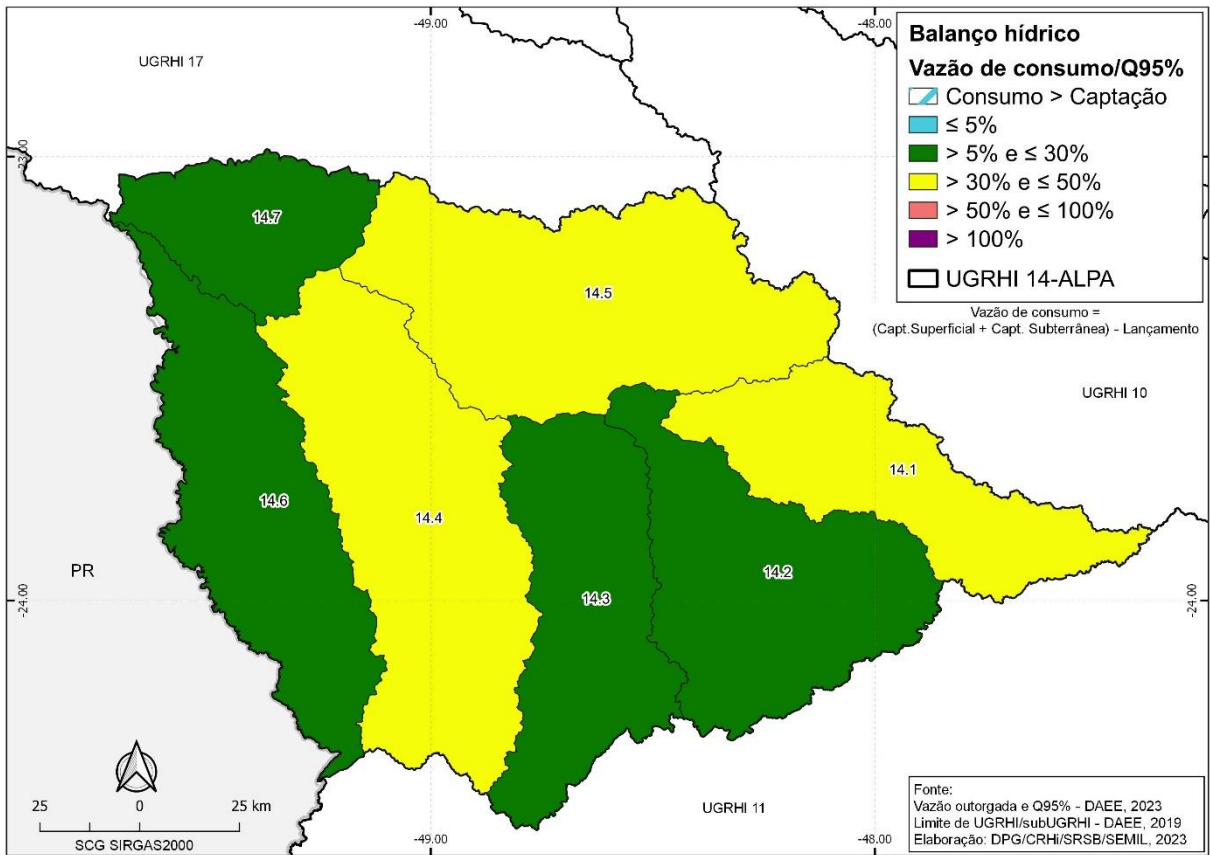 -49.00
-48.00
UGRHI 17
Balanço hídrico
Vazão de consumo/Q95%
Consumo > Captação
≤ 5%
> 5% e ≤ 30%
> 30% e ≤ 50%
> 50% e ≤ 100%
> 100%
UGRHI 14-ALPA
Vazão de consumo =
(Capt.Superficial + Capt. Subterrânea) - Lançamento
-23.00
14.7
14.5
UGRHI 10
14.1
14.6
14.4
PR
14.2
14.3
-24.00
-24.00
25 0 25 km
SCG SIRGAS2000
UGRHI 11
Fonte:
Vazão outorgada e Q95% - DAEE, 2023
Limite de UGRHI/subUGRHI - DAEE, 2019
Elaboração: DPG/CRHi/SRSB/SEMIL, 2023
-49.00
-48.00